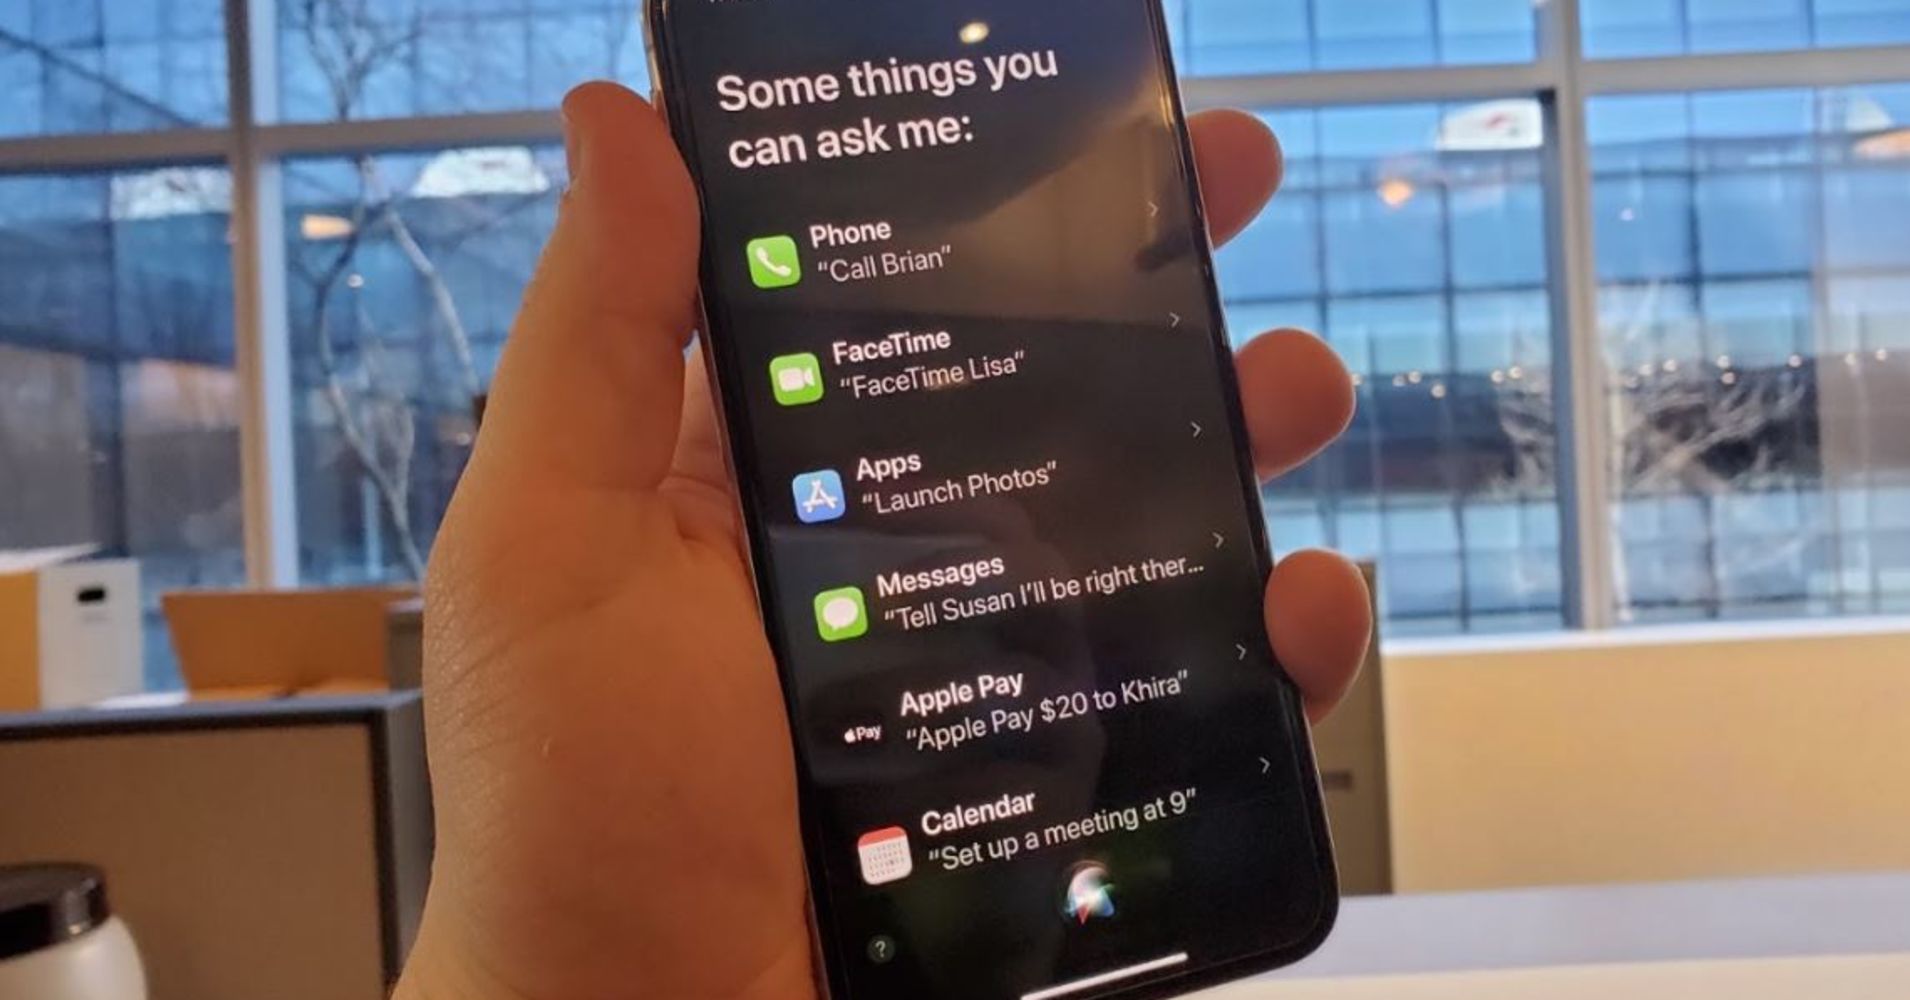 Some things you
can ask me:
Phone
“Call Brian”
FaceTime
“FaceTime Lisa”
Apps
“Launch Photos”
Messages
“Tell Susan I’ll be right ther...
Apple Pay
Pay
“Apple Pay $20 to Khira”
Calendar
“Set up a meeting at 9”
?